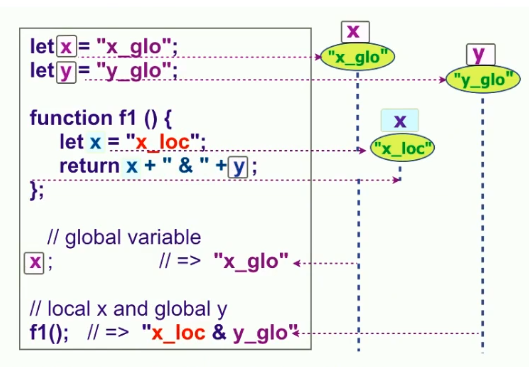 let x = "x_glo";
let y = "y_glo";
function f1 () {
let x = "x_loc";
return x + " & " + y ;
};
// global variable
x ; // => "x_glo"
// local x and global y
f1(); // => "x_loc & y_glo"
x
"x_glo"
y
"y_glo"
x
"x_loc"